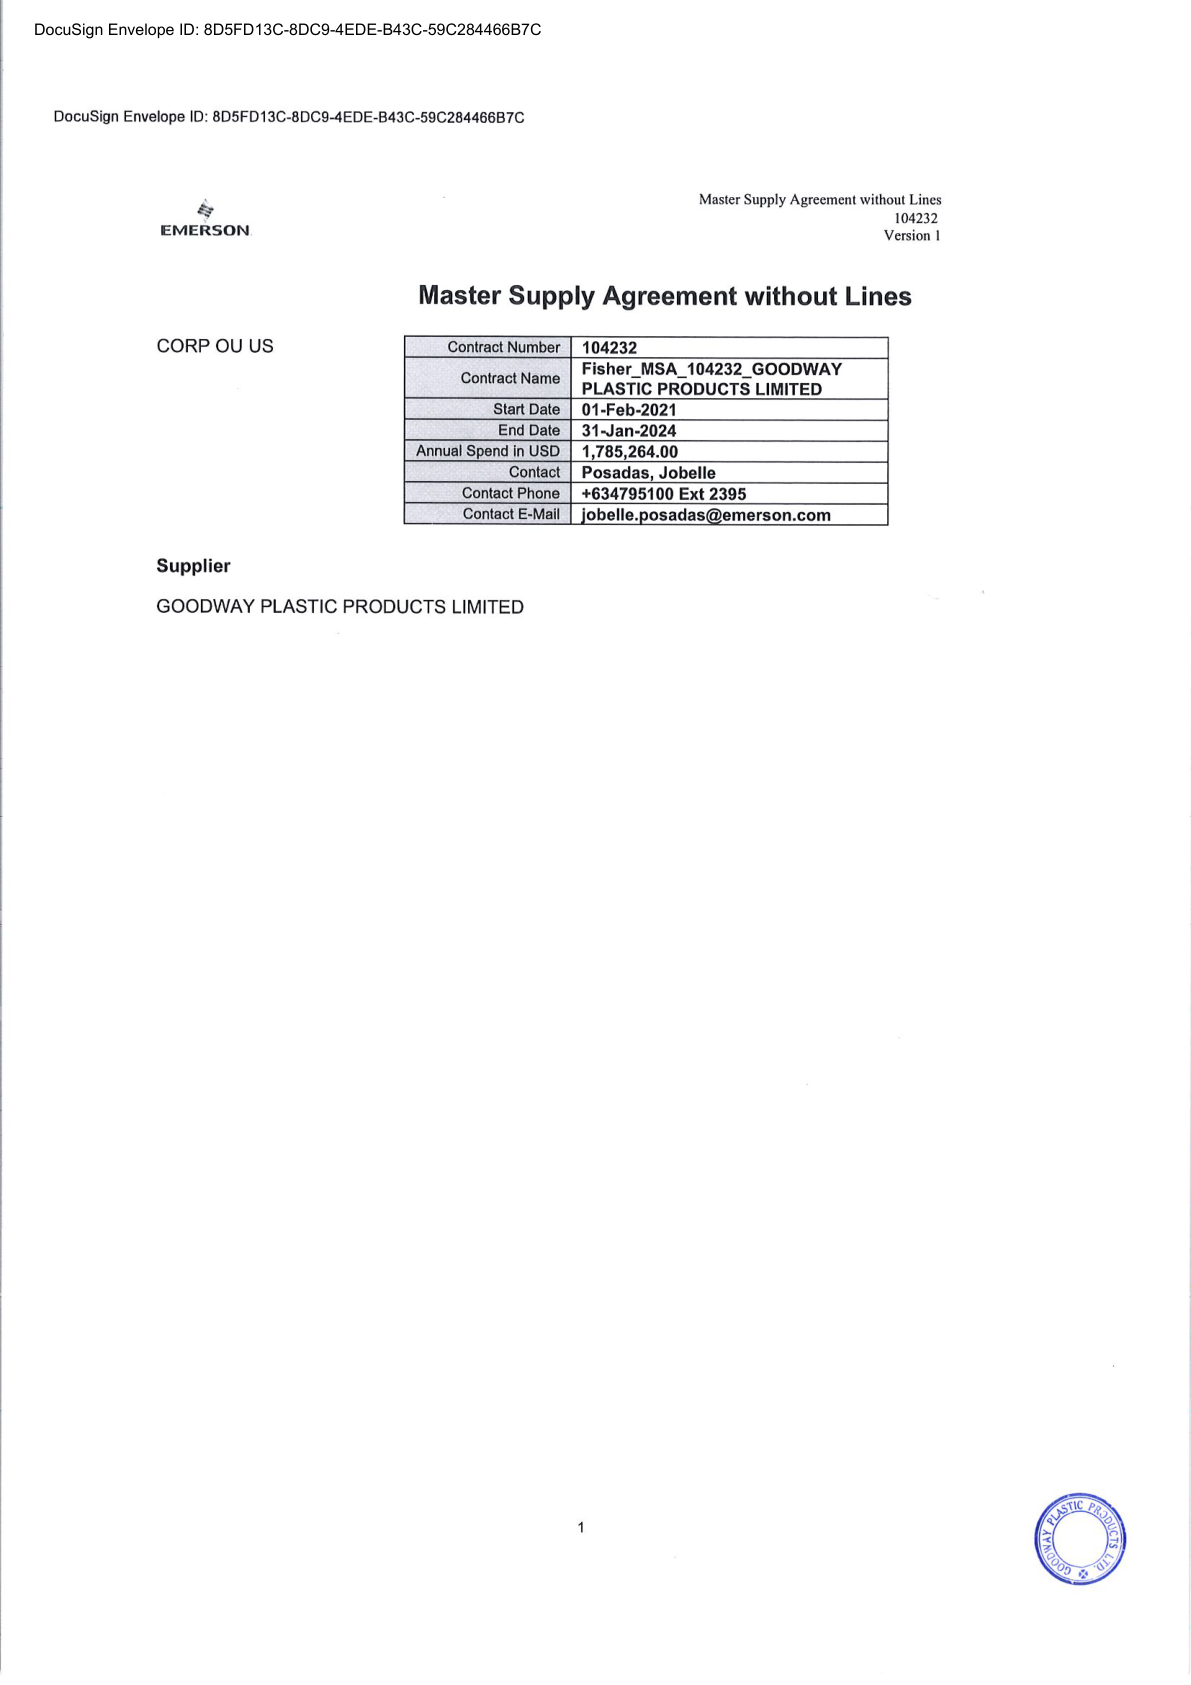 DocuSign Envelope ID: 8D5FD13C-8DC9-4EDE-B43C-59C284466B7C
DocuSign Envelope ID: 8D5FD13C-8DC9-4EDE-B43C-59C284466B7C
EMERSON
Master Supply Agreement without Lines
104232
Version 1
Master Supply Agreement without Lines
CORP OU US
Contract Number 104232
Contract Name Fisher_MSA_104232_GOODWAY
PLASTIC PRODUCTS LIMITED
Start Date 01-Feb-2021
End Date 31-Jan-2024
Annual Spend in USD 1,785,264.00
Contact Posadas, Jobelle
Contact Phone +634795100 Ext 2395
Contact E-Mail jobelle.posadas@emerson.com
Supplier
GOODWAY PLASTIC PRODUCTS LIMITED
1
GOODWAY PLASTIC PRODUCTS LTD.